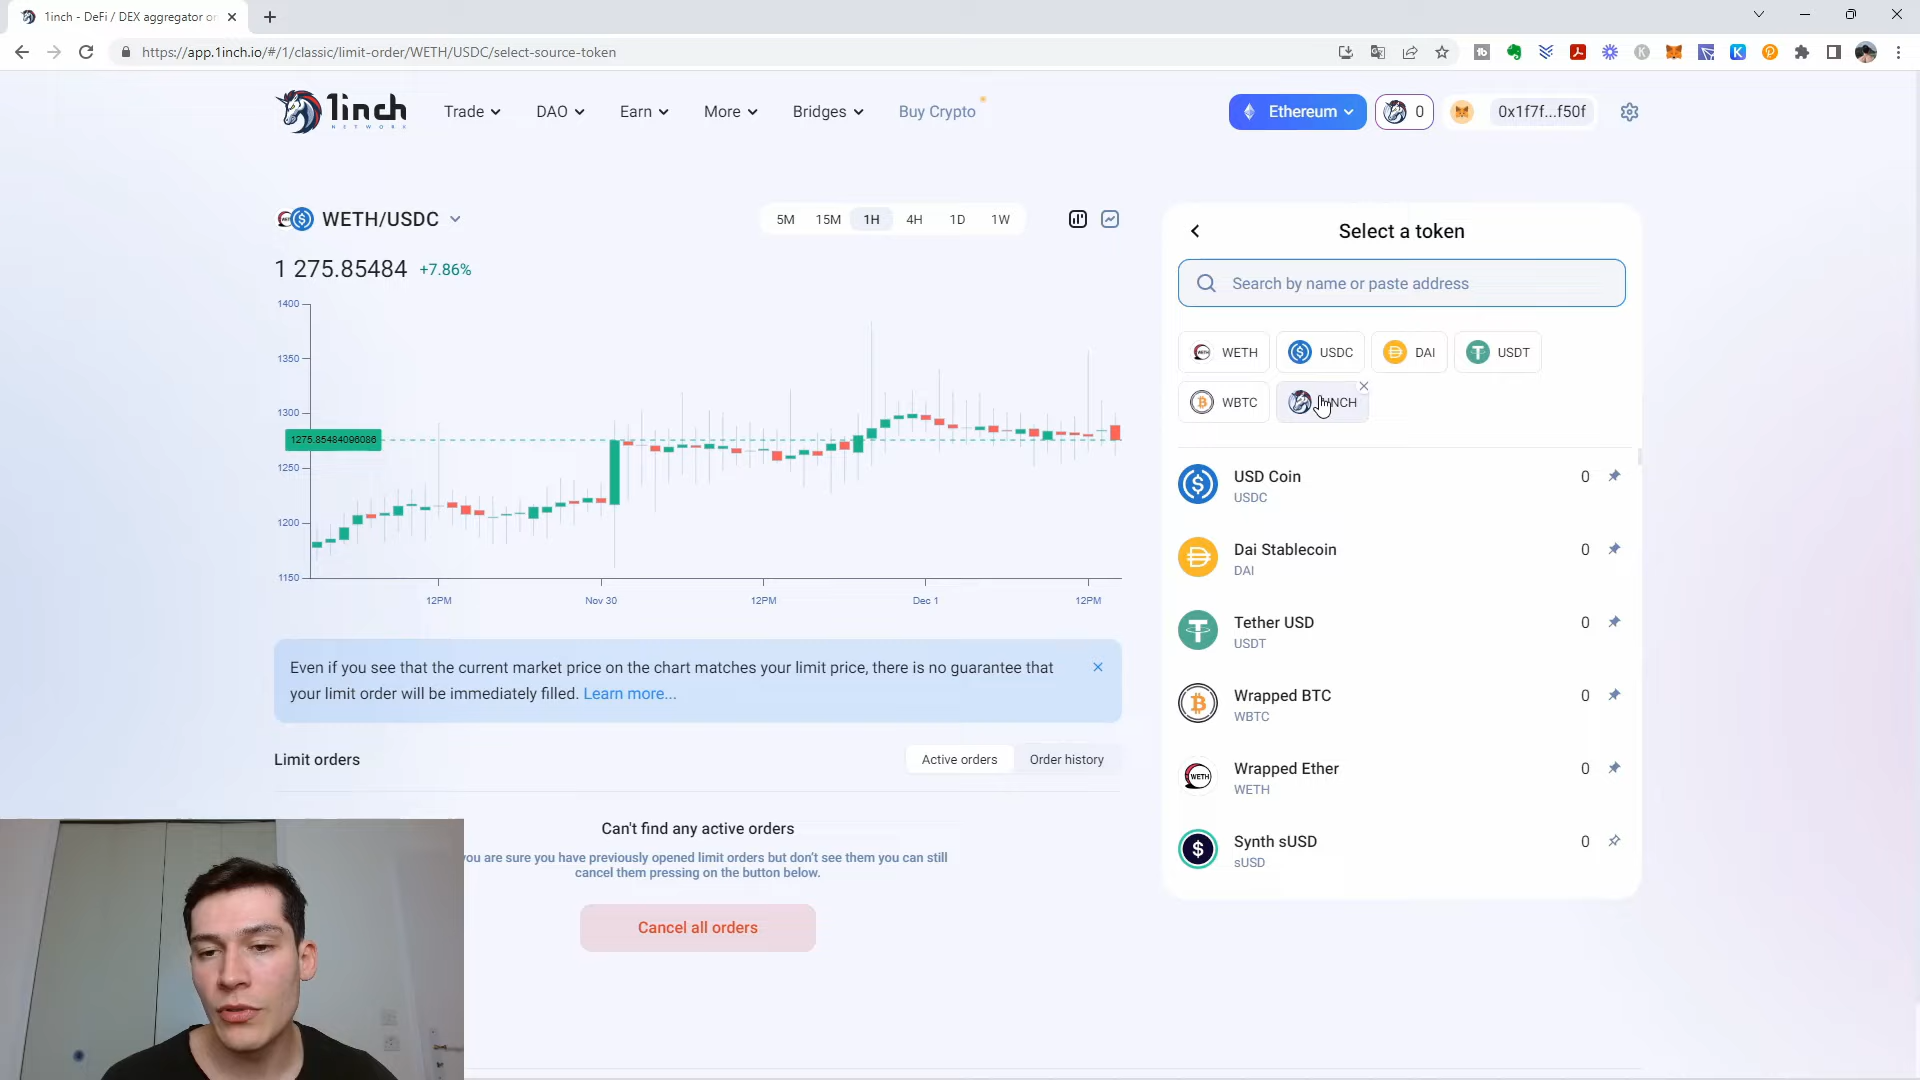 1inch - DeFi / DEX aggregator on
https://app.1inch.io/#/1/classic/limit-order/WETH/USDC/select-source-token
1inch
NETWORK
Trade
DAO
Earn
More
Bridges
Buy Crypto
Ethereum
0
0x1f7f...f50f
WETH/USDC
5M
15M
1H
4H
1D
1W
1 275.85484
+7.86%
1400
1350
1300
1275.85484096086
1250
1200
1150
12PM
Nov 30
12PM
Dec 1
12PM
Even if you see that the current market price on the chart matches your limit price, there is no guarantee that
your limit order will be immediately filled. Learn more...
Limit orders
Active orders
Order history
Can't find any active orders
you are sure you have previously opened limit orders but don't see them you can still
cancel them pressing on the button below.
Cancel all orders
Select a token
Search by name or paste address
WETH
USDC
DAI
USDT
WBTC
1INCH
USD Coin
0
USDC
Dai Stablecoin
0
DAI
Tether USD
0
USDT
Wrapped BTC
0
WBTC
WETH
Wrapped Ether
0
WETH
Synth sUSD
0
sUSD